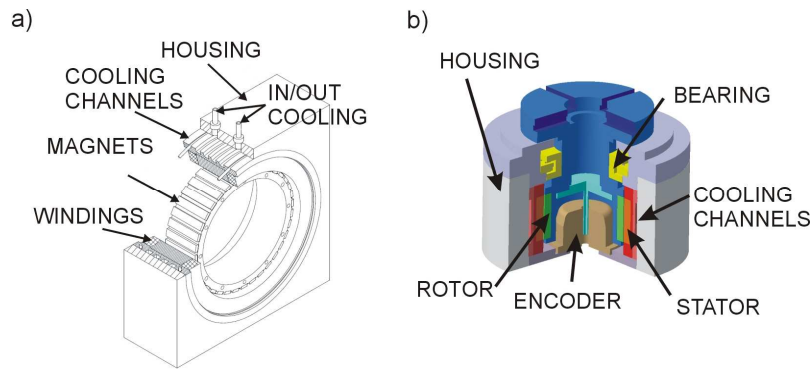 a)
HOUSING
COOLING
CHANNELS
IN/OUT
COOLING
MAGNETS
WINDINGS
b)
HOUSING
BEARING
COOLING
CHANNELS
ROTOR
ENCODER
STATOR